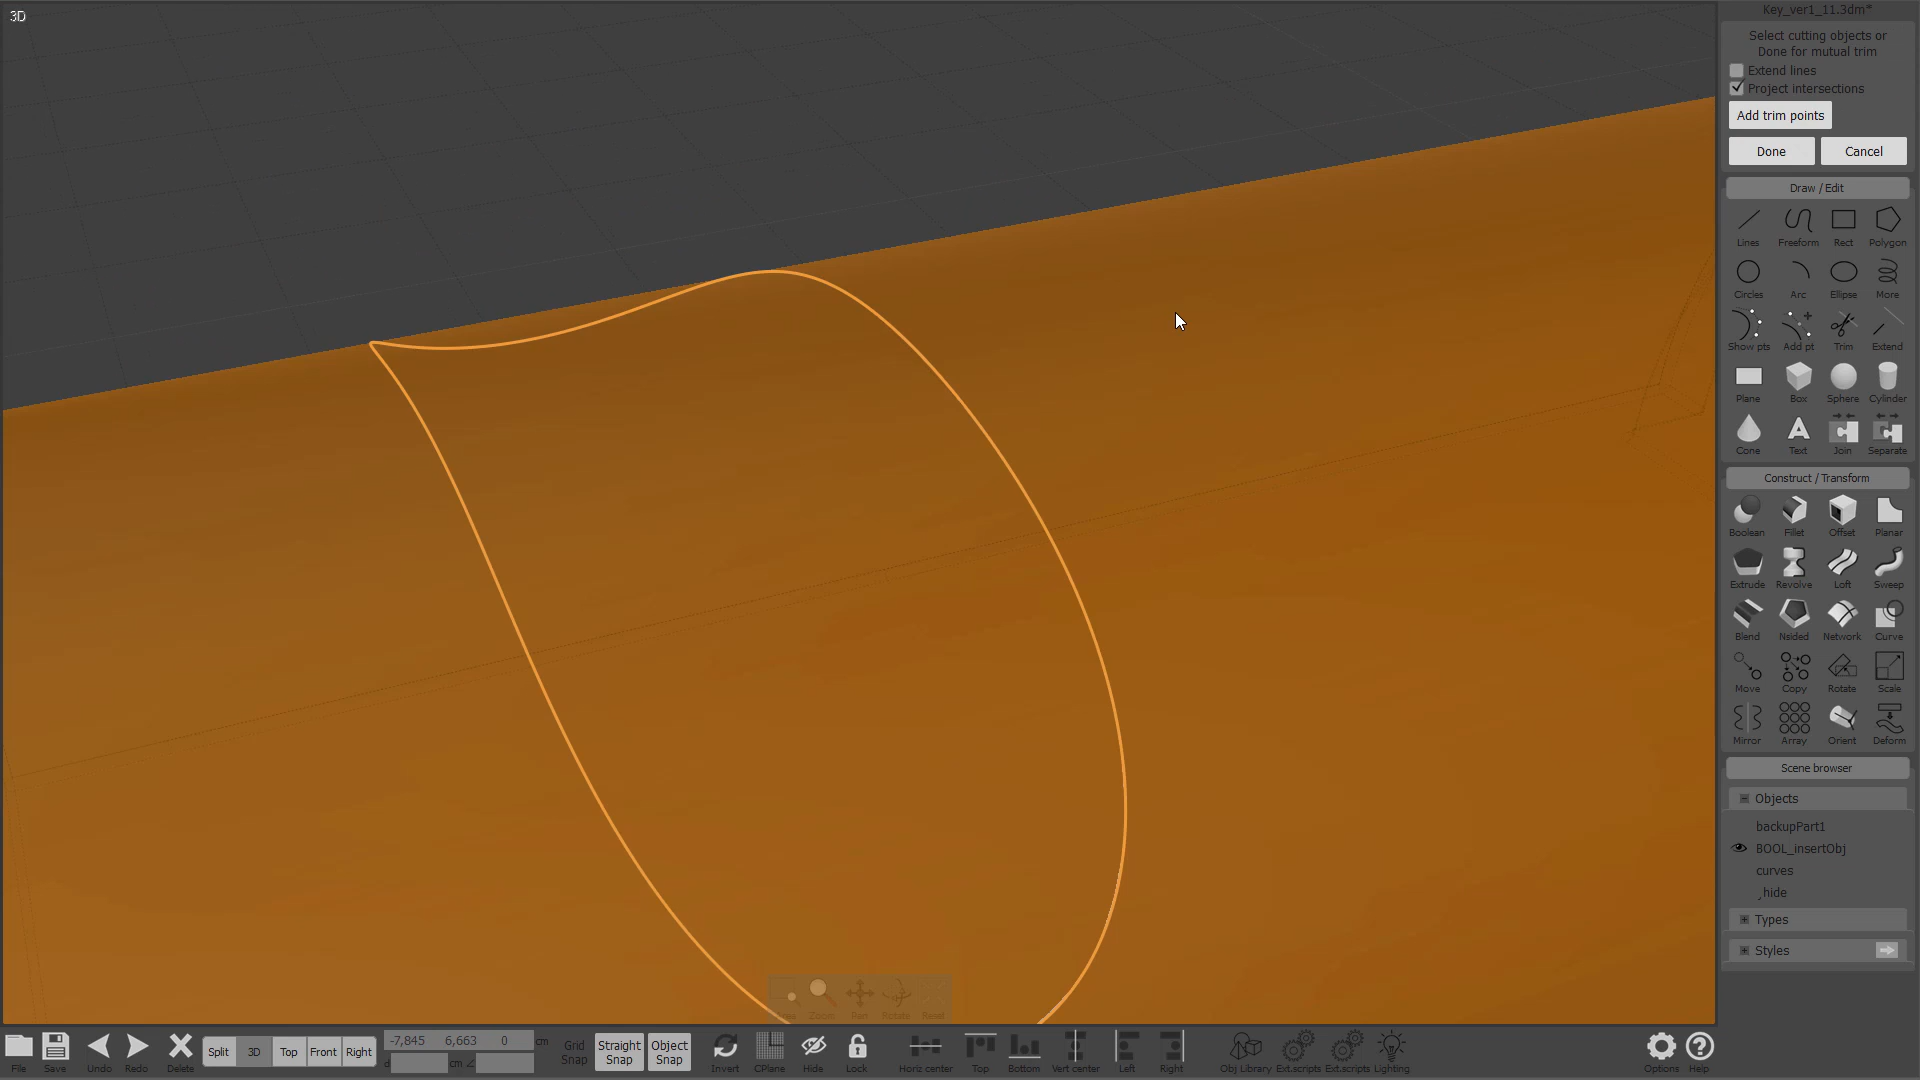 3D
Key_ver1_11.3dm*
Select cutting objects or
Done for mutual trim
Extend lines
Project intersections
Add trim points
Done Cancel
Draw / Edit
Lines Freeform Rect Polygon
Circles Arc Ellipse More
Show pts Add pt Trim Extend
Plane Box Sphere Cylinder
Cone Text Join Separate
Construct / Transform
Boolean Fillet Offset Planar
Extrude Revolve Loft Sweep
Blend Nsided Network Curve
Move Copy Rotate Scale
Mirror Array Orient Deform
Scene browser
Objects
backupPart1
BOOL_insertObj
curves
_hide
Types
Styles
Area Zoom Pan Rotate Reset
File Save Undo Redo Delete
Split 3D Top Front Right
-7,845 6,663 0 cm
d cm ∠
Grid Snap
Straight Snap
Object Snap
Invert CPlane Hide Lock
Horiz center Top Bottom Vert center Left Right
Obj Library Ext.scripts Ext.scripts Lighting
Options Help